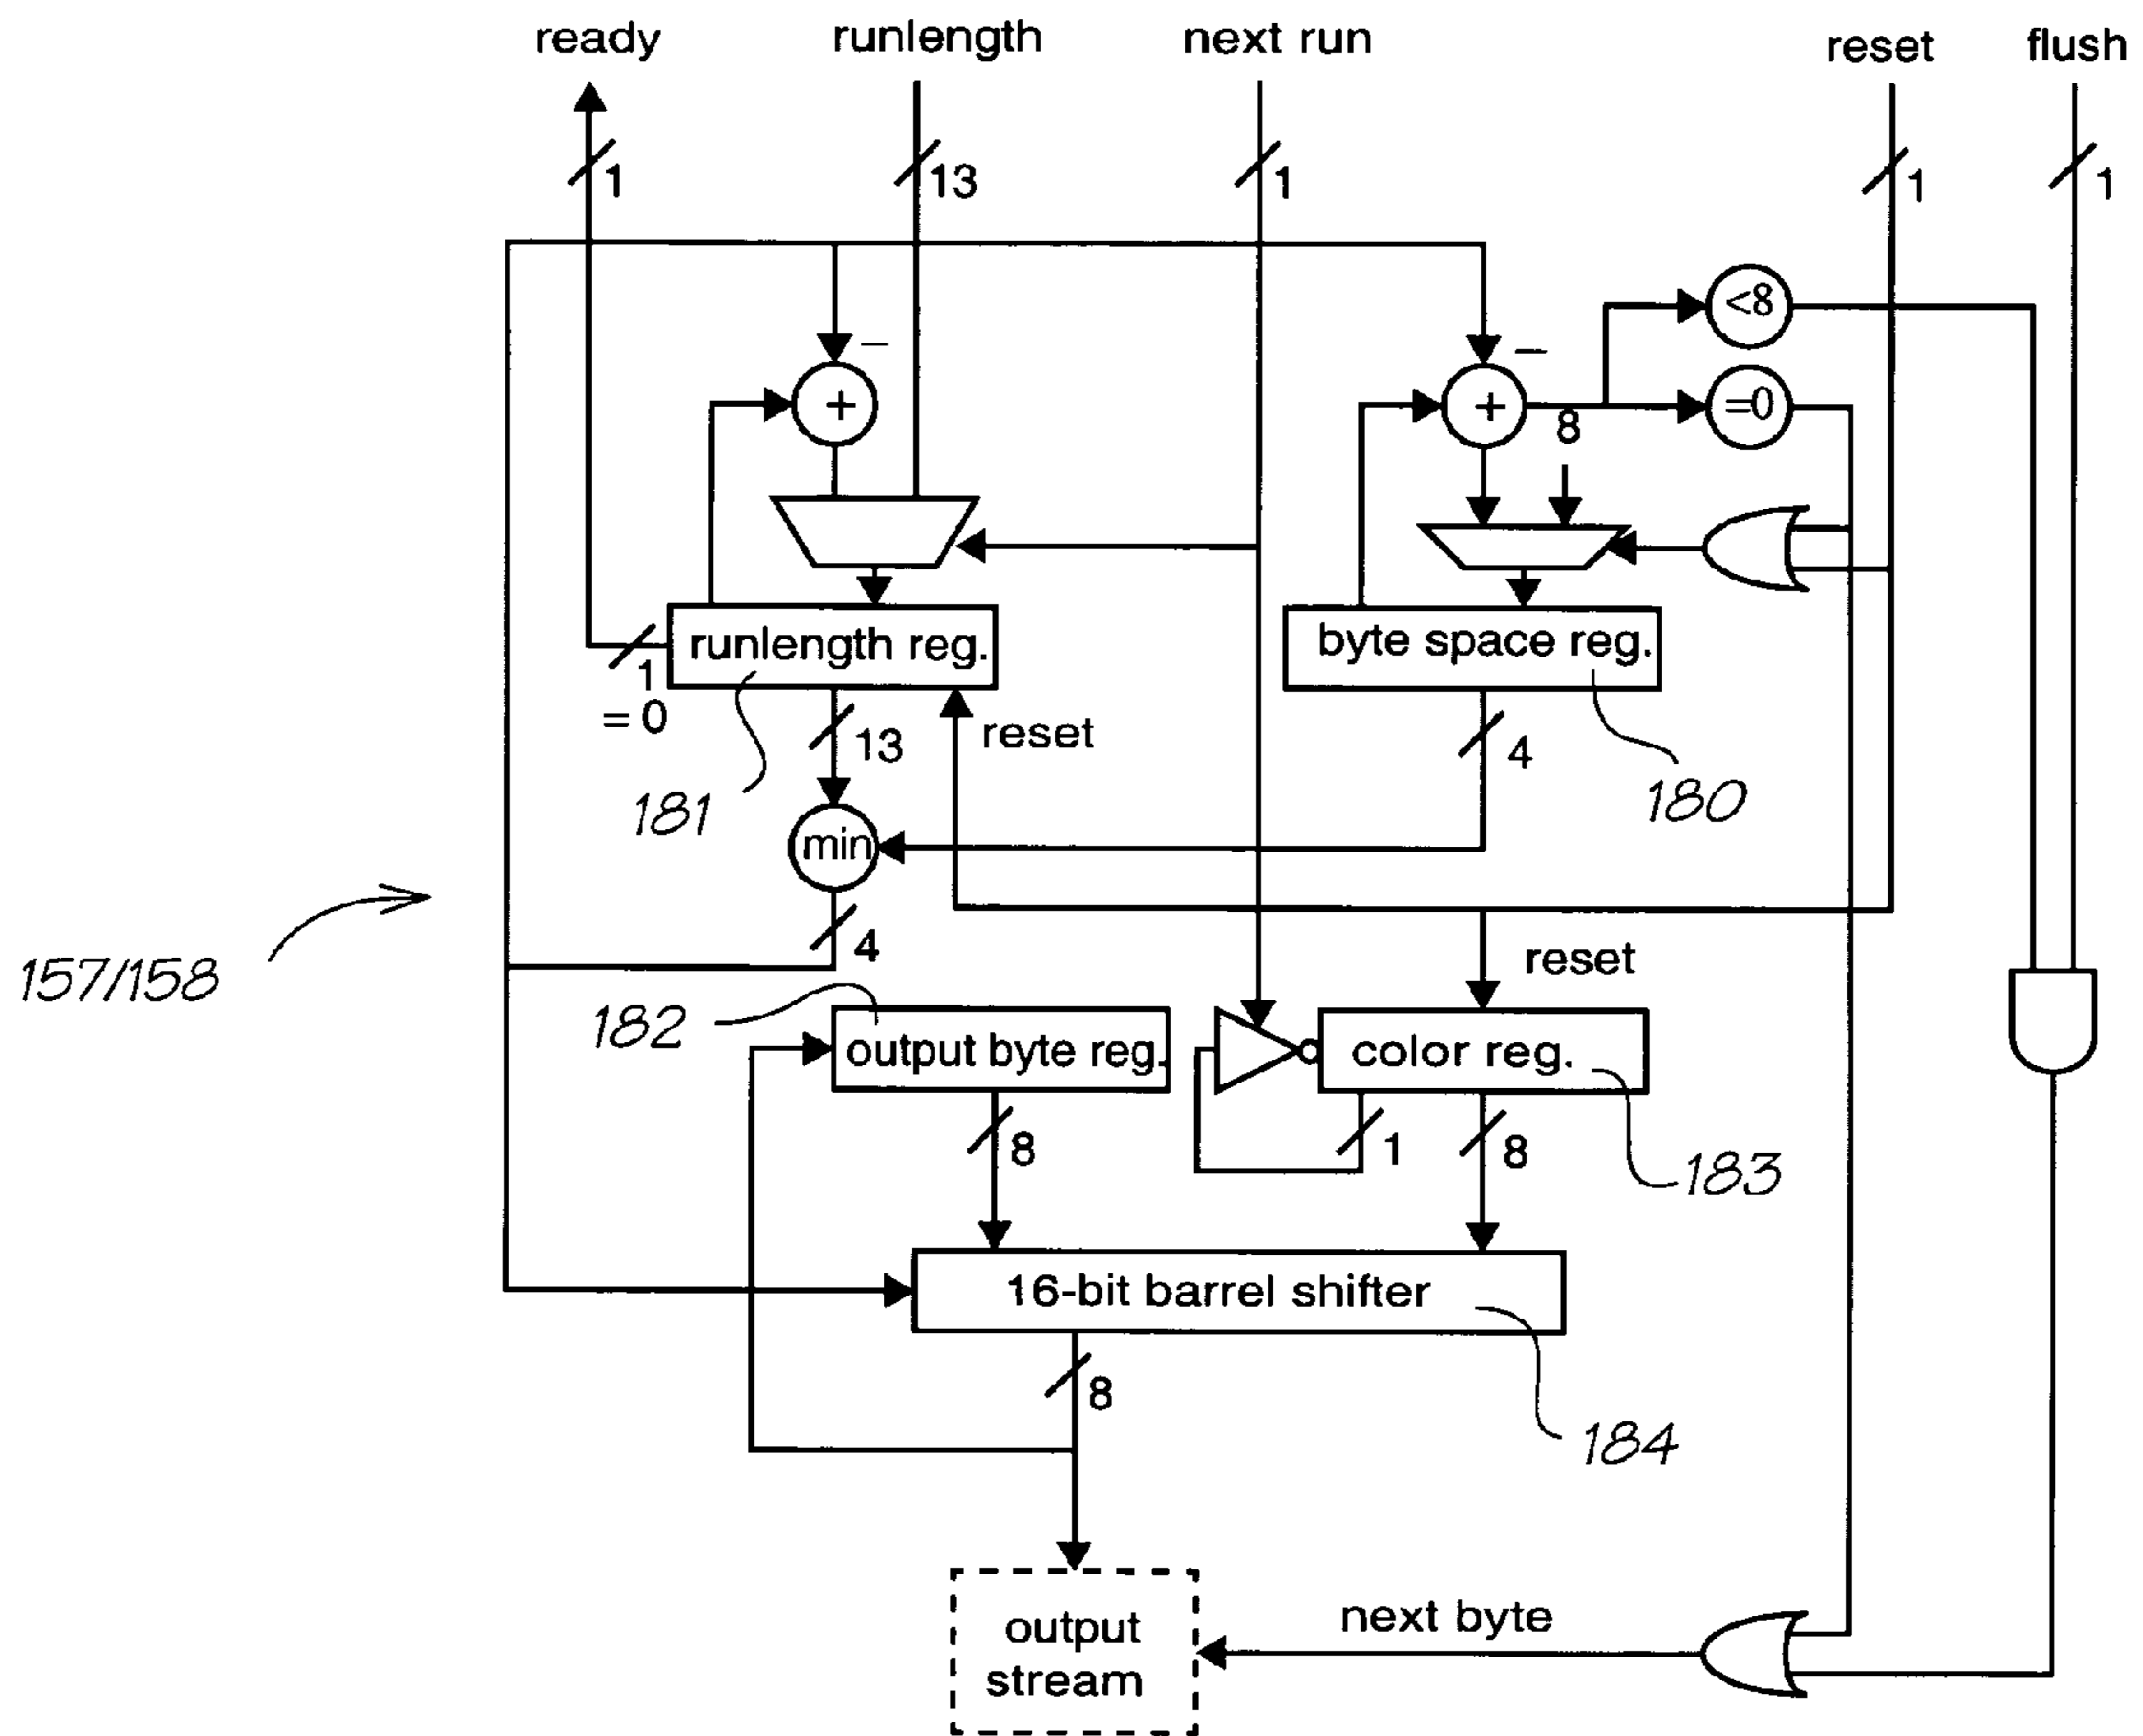 ready
runlength
next run
reset
flush
1
13
1
1
1
<8
−
−
+
+
=0
8
runlength reg.
byte space reg.
1
= 0
13
reset
4
181
180
min
4
reset
157/158
182
output byte reg.
color reg.
8
1
8
183
16-bit barrel shifter
8
184
next byte
output
stream